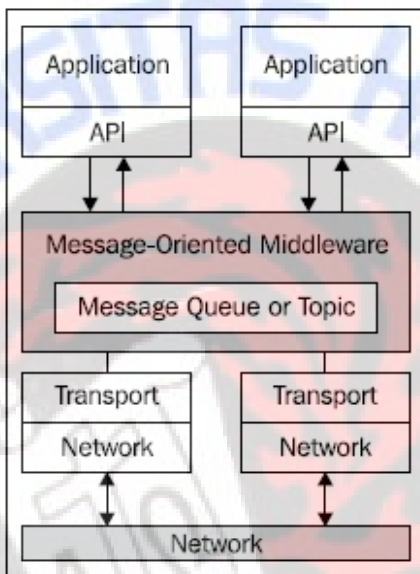 Application Application
API API
Message-Oriented Middleware
Message Queue or Topic
Transport Transport
Network Network
Network